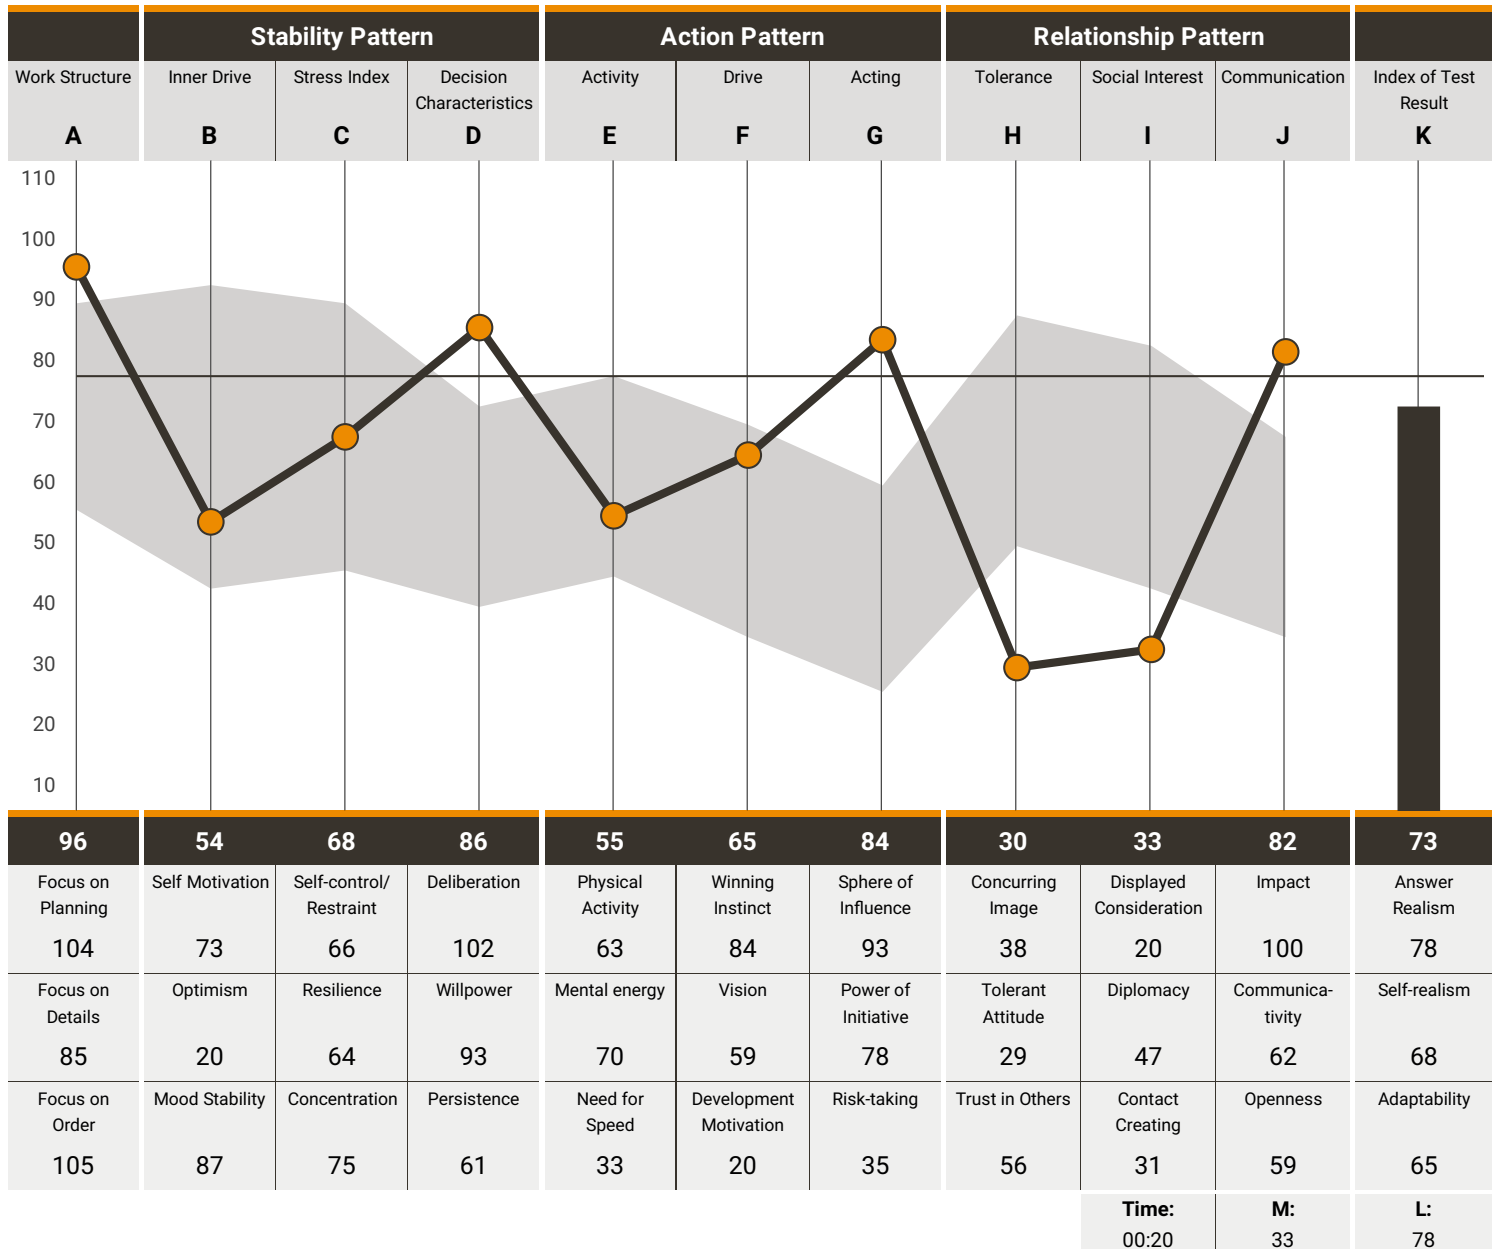 Stability Pattern Action Pattern Relationship Pattern
Work Structure Inner Drive Stress Index Decision Activity Drive Acting Tolerance Social Interest Communication Index of Test
Characteristics Result
A B C D E F G H I J K
110
100
90
80
70
60
50
40
30
20
10
96 54 68 86 55 65 84 30 33 82 73
Focus on Self Motivation Self-control/ Deliberation Physical Winning Sphere of Concurring Displayed Impact Answer
Planning Restraint Activity Instinct Influence Image Consideration Realism
104 73 66 102 63 84 93 38 20 100 78
Focus on Optimism Resilience Willpower Mental energy Vision Power of Tolerant Diplomacy Communica- Self-realism
Details Initiative Attitude tivity
85 20 64 93 70 59 78 29 47 62 68
Focus on Mood Stability Concentration Persistence Need for Development Risk-taking Trust in Others Contact Openness Adaptability
Order Speed Motivation Creating
105 87 75 61 33 20 35 56 31 59 65
Time: M: L:
00:20 33 78